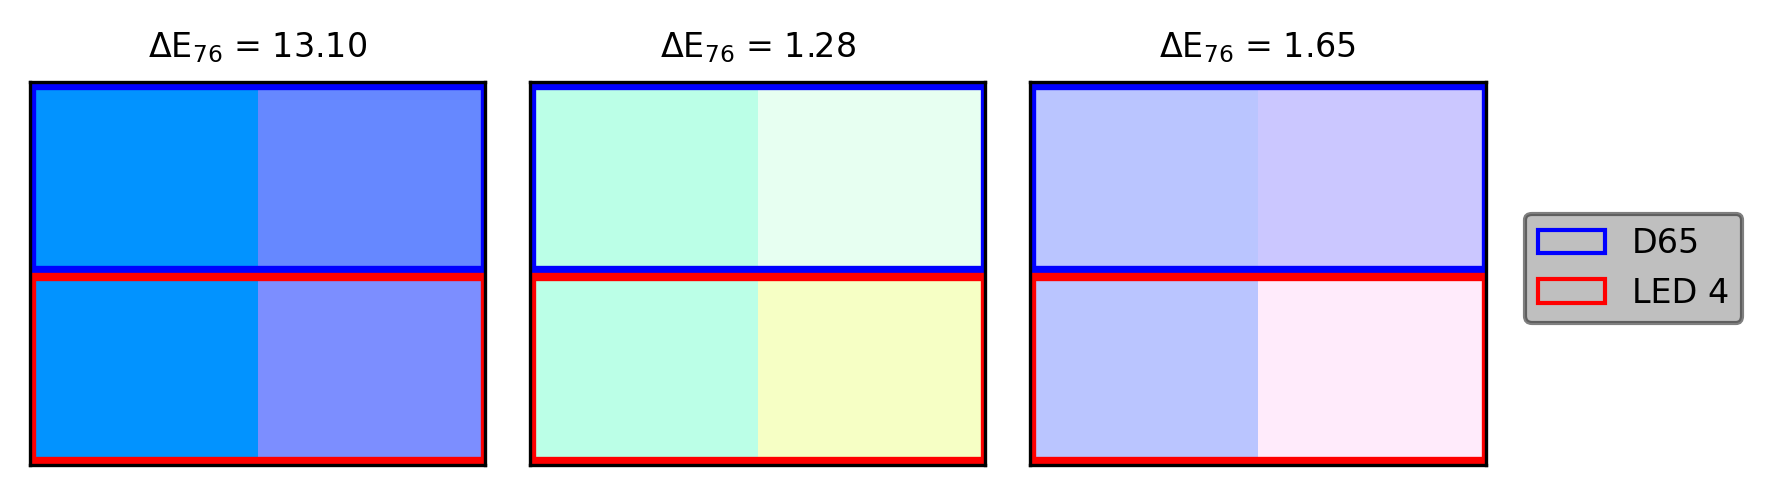 ΔE₇₆ = 13.10
ΔE₇₆ = 1.28
ΔE₇₆ = 1.65
D65
LED 4